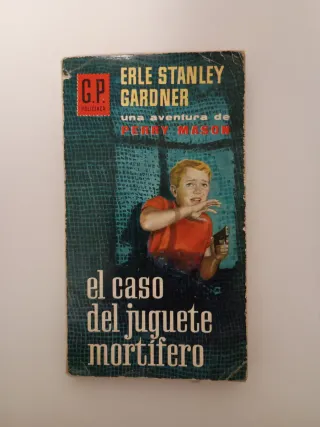 G.P.
POLICIACA
ERLE STANLEY
GARDNER
una aventura de
PERRY MASON
el caso
del juguete
mortífero